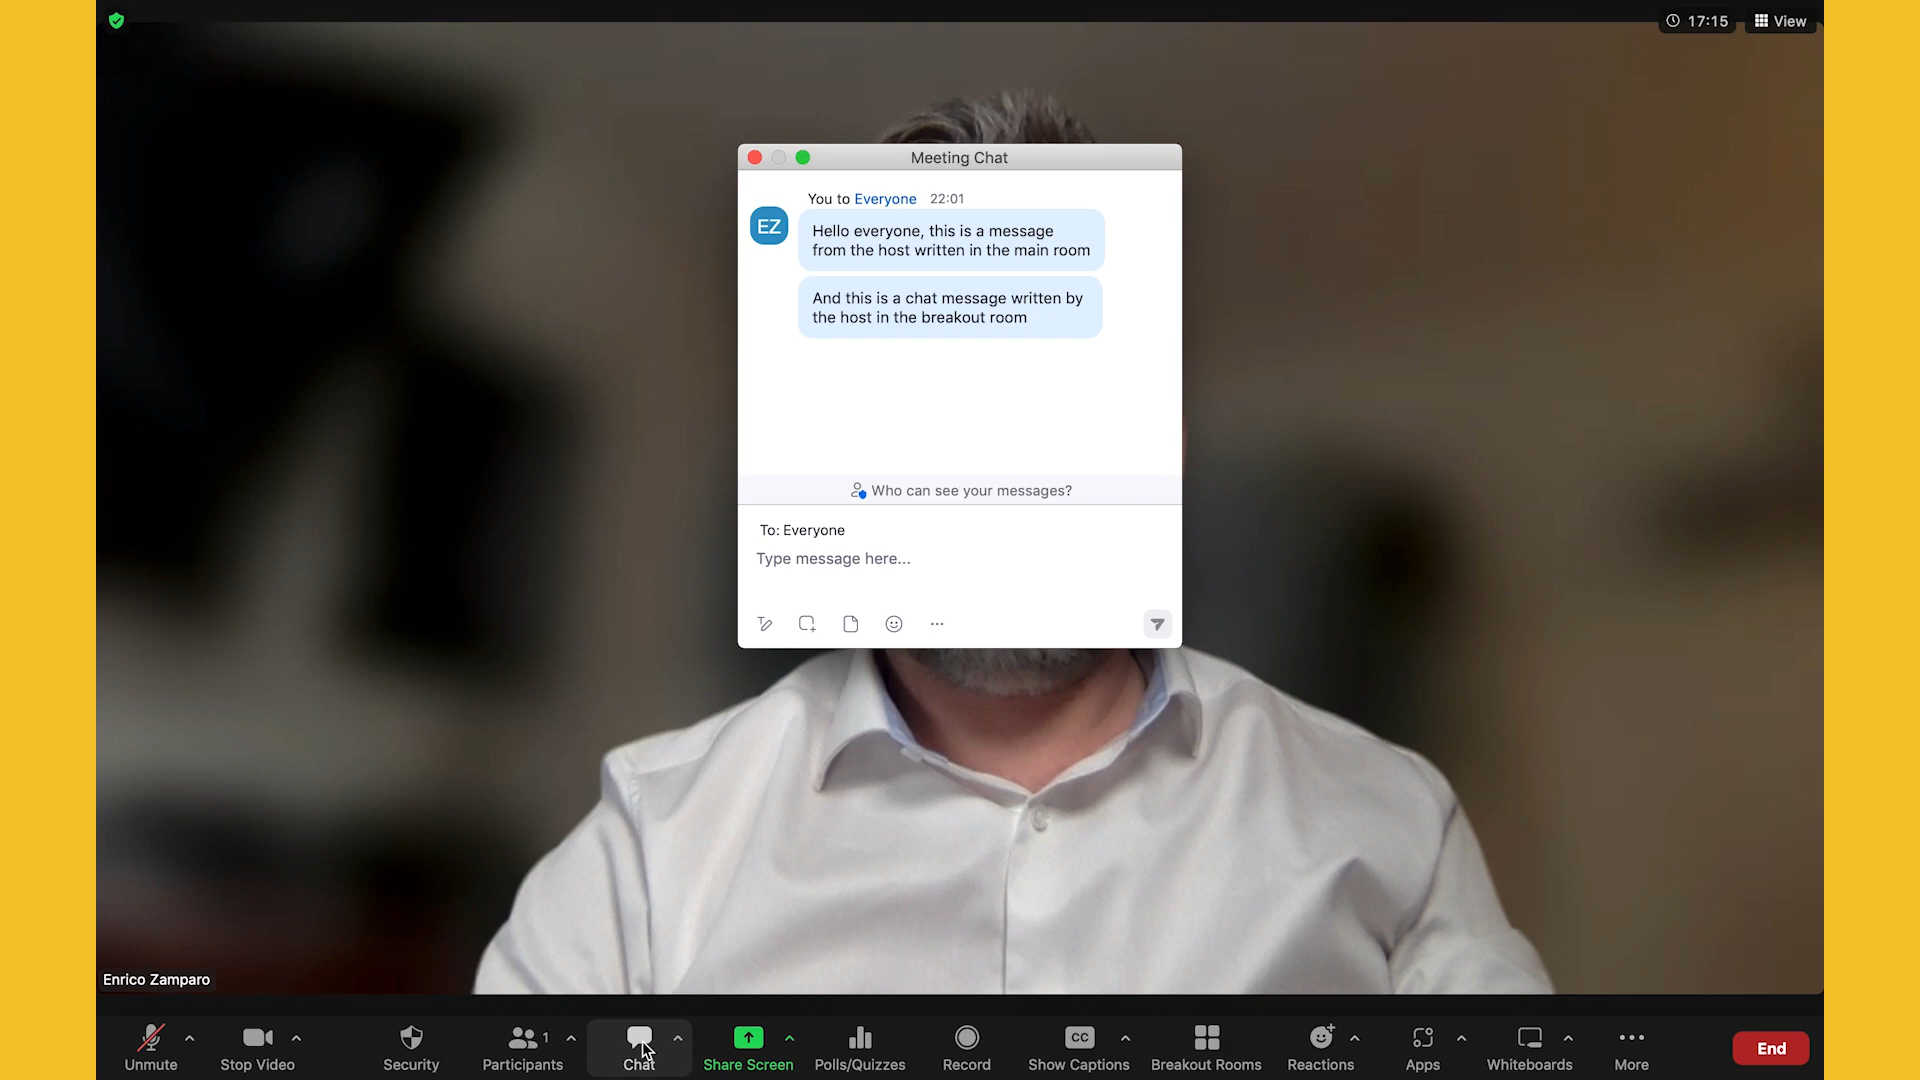 17:15
View
Meeting Chat
You to Everyone 22:01
EZ
Hello everyone, this is a message
from the host written in the main room
And this is a chat message written by
the host in the breakout room
Who can see your messages?
To: Everyone
Type message here...
Enrico Zamparo
1
CC
Unmute
Stop Video
Security
Participants
Chat
Share Screen
Polls/Quizzes
Record
Show Captions
Breakout Rooms
Reactions
Apps
Whiteboards
More
End